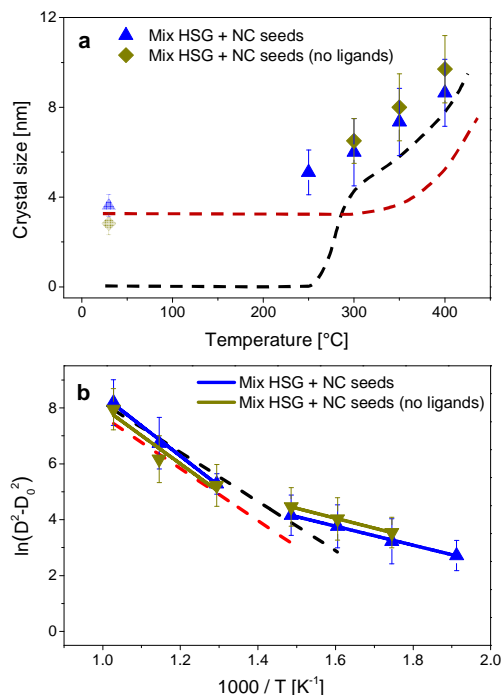 12
a
Mix HSG + NC seeds
Mix HSG + NC seeds (no ligands)
8
4
0
Crystal size [nm]
0
100
200
300
400
Temperature [°C]
b
Mix HSG + NC seeds
Mix HSG + NC seeds (no ligands)
8
6
4
2
0
ln(D²-D₀²)
1.0
1.2
1.4
1.6
1.8
2.0
1000 / T [K⁻¹]